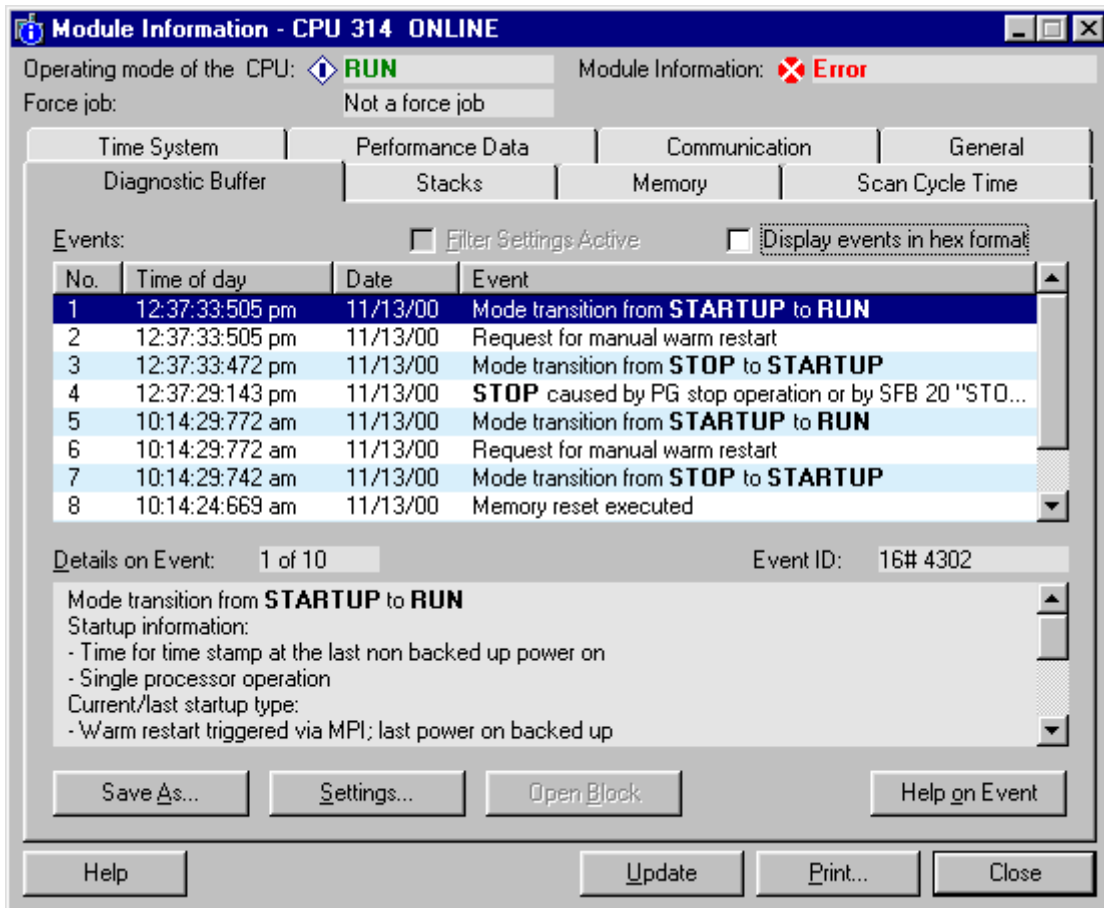 Module Information - CPU 314 ONLINE
Operating mode of the CPU: RUN Module Information: Error
Force job: Not a force job
Time System Performance Data Communication General
Diagnostic Buffer Stacks Memory Scan Cycle Time
Events: Filter Settings Active Display events in hex format
No. Time of day Date Event
1 12:37:33:505 pm 11/13/00 Mode transition from STARTUP to RUN
2 12:37:33:505 pm 11/13/00 Request for manual warm restart
3 12:37:33:472 pm 11/13/00 Mode transition from STOP to STARTUP
4 12:37:29:143 pm 11/13/00 STOP caused by PG stop operation or by SFB 20 "STO...
5 10:14:29:772 am 11/13/00 Mode transition from STARTUP to RUN
6 10:14:29:772 am 11/13/00 Request for manual warm restart
7 10:14:29:742 am 11/13/00 Mode transition from STOP to STARTUP
8 10:14:24:669 am 11/13/00 Memory reset executed
Details on Event: 1 of 10 Event ID: 16# 4302
Mode transition from STARTUP to RUN
Startup information:
- Time for time stamp at the last non backed up power on
- Single processor operation
Current/last startup type:
- Warm restart triggered via MPI; last power on backed up
Save As... Settings... Open Block Help on Event
Help Update Print... Close